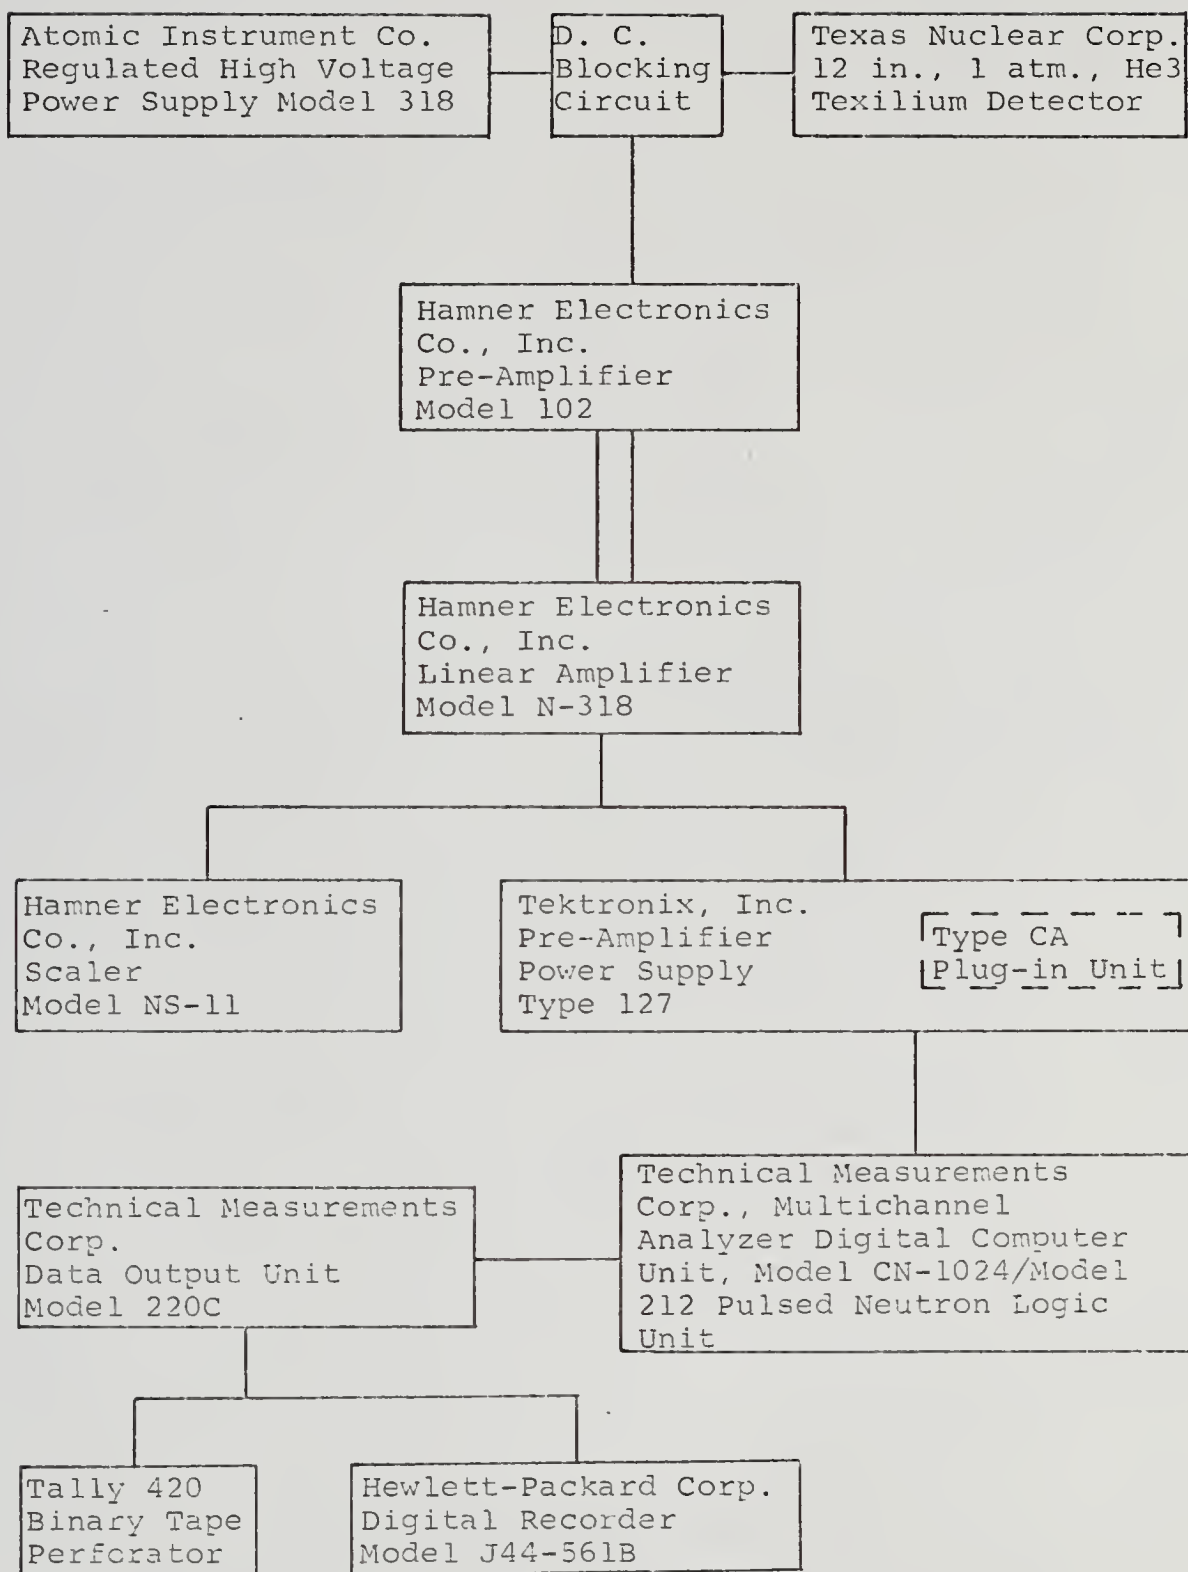 Atomic Instrument Co.
Regulated High Voltage
Power Supply Model 318
D. C.
Blocking
Circuit
Texas Nuclear Corp.
12 in., 1 atm., He3
Texilium Detector
Hamner Electronics
Co., Inc.
Pre-Amplifier
Model 102
Hamner Electronics
Co., Inc.
Linear Amplifier
Model N-318
Hamner Electronics
Co., Inc.
Scaler
Model NS-11
Tektronix, Inc.
Pre-Amplifier
Power Supply
Type 127
Type CA
Plug-in Unit
Technical Measurements
Corp.
Data Output Unit
Model 220C
Technical Measurements
Corp., Multichannel
Analyzer Digital Computer
Unit, Model CN-1024/Model
212 Pulsed Neutron Logic
Unit
Tally 420
Binary Tape
Perforator
Hewlett-Packard Corp.
Digital Recorder
Model J44-561B